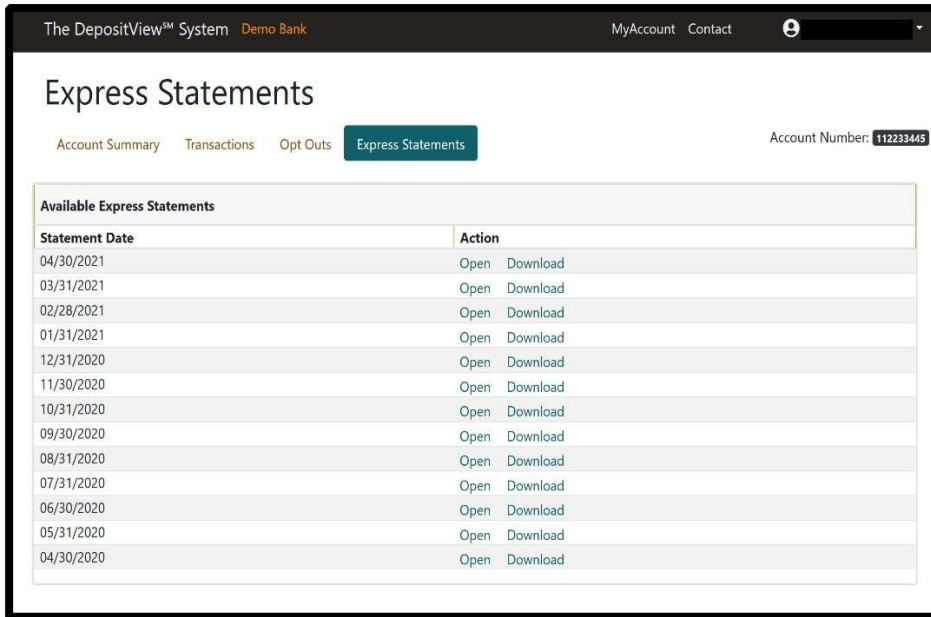 The DepositView℠ System Demo Bank MyAccount Contact
Express Statements
Account Summary Transactions Opt Outs Express Statements Account Number: 112233445
Available Express Statements
Statement Date Action
04/30/2021 Open Download
03/31/2021 Open Download
02/28/2021 Open Download
01/31/2021 Open Download
12/31/2020 Open Download
11/30/2020 Open Download
10/31/2020 Open Download
09/30/2020 Open Download
08/31/2020 Open Download
07/31/2020 Open Download
06/30/2020 Open Download
05/31/2020 Open Download
04/30/2020 Open Download